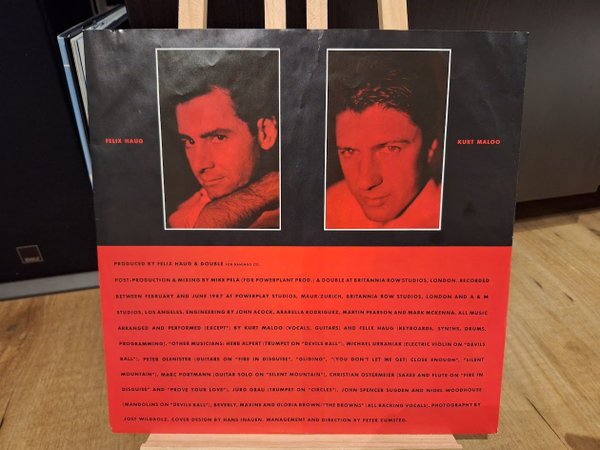 FELIX HAUG
KURT MALOO
PRODUCED BY FELIX HAUG & DOUBLE
POST-PRODUCTION & MIXING BY MIKE PELA (FOR POWERPLANT PROD.) & DOUBLE AT BRITANNIA ROW STUDIOS, LONDON. RECORDED
BETWEEN FEBRUARY AND JUNE 1987 AT POWERPLAY STUDIOS, MAUR/ZURICH, BRITANNIA ROW STUDIOS, LONDON AND A & M
STUDIOS, LOS ANGELES. ENGINEERING BY JOHN ACOCK, ARABELLA RODRIGUEZ, MARTIN PEARSON AND MARK MCKENNA. ALL MUSIC
ARRANGED AND PERFORMED (EXCEPT*) BY KURT MALOO (VOCALS, GUITARS) AND FELIX HAUG (KEYBOARDS, SYNTHS, DRUMS,
PROGRAMMING). *OTHER MUSICIANS: HERB ALPERT (TRUMPET ON "DEVILS BALL"), MICHAEL URBANIAK (ELECTRIC VIOLIN ON "DEVILS
BALL"), PETER GLENISTER (GUITARS ON "FIRE IN DISGUISE", "GLIDING", "(YOU DON'T LET ME GET) CLOSE ENOUGH", "SILENT
MOUNTAIN"), MARC PORTMANN (GUITAR SOLO ON "SILENT MOUNTAIN"), CHRISTIAN OSTERMEIER (SAXES AND FLUTE ON "FIRE IN
DISGUISE" AND "PROVE YOUR LOVE"), JÜRG GRAU (TRUMPET ON "CIRCLES"), JOHN SPENCER SUGDEN AND NIGEL WOODHOUSE
(MANDOLINS ON "DEVILS BALL"), BEVERLY, MAXINE AND GLORIA BROWN/"THE BROWNS" (ALL BACKING VOCALS). PHOTOGRAPHY BY
JOST WILDBOLZ. COVER DESIGN BY HANS INAUEN. MANAGEMENT AND DIRECTION BY PETER ZUMSTEG.